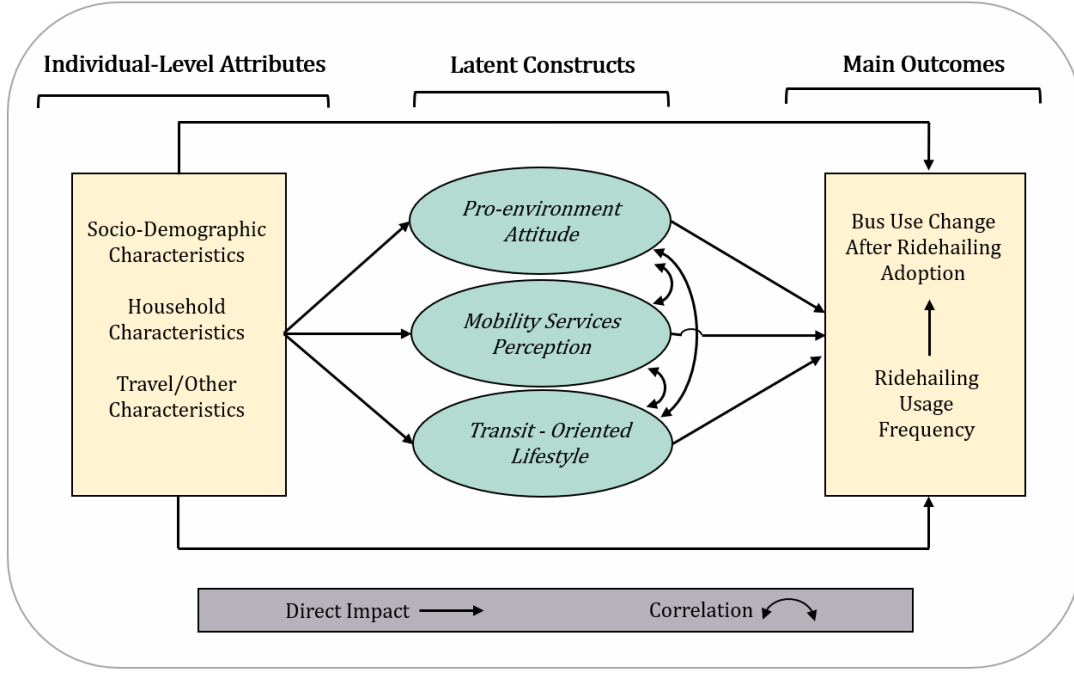 Individual-Level Attributes
Latent Constructs
Main Outcomes
Socio-Demographic
Characteristics
Household
Characteristics
Travel/Other
Characteristics
Pro-environment
Attitude
Mobility Services
Perception
Transit - Oriented
Lifestyle
Bus Use Change
After Ridehailing
Adoption
Ridehailing
Usage
Frequency
Direct Impact
Correlation